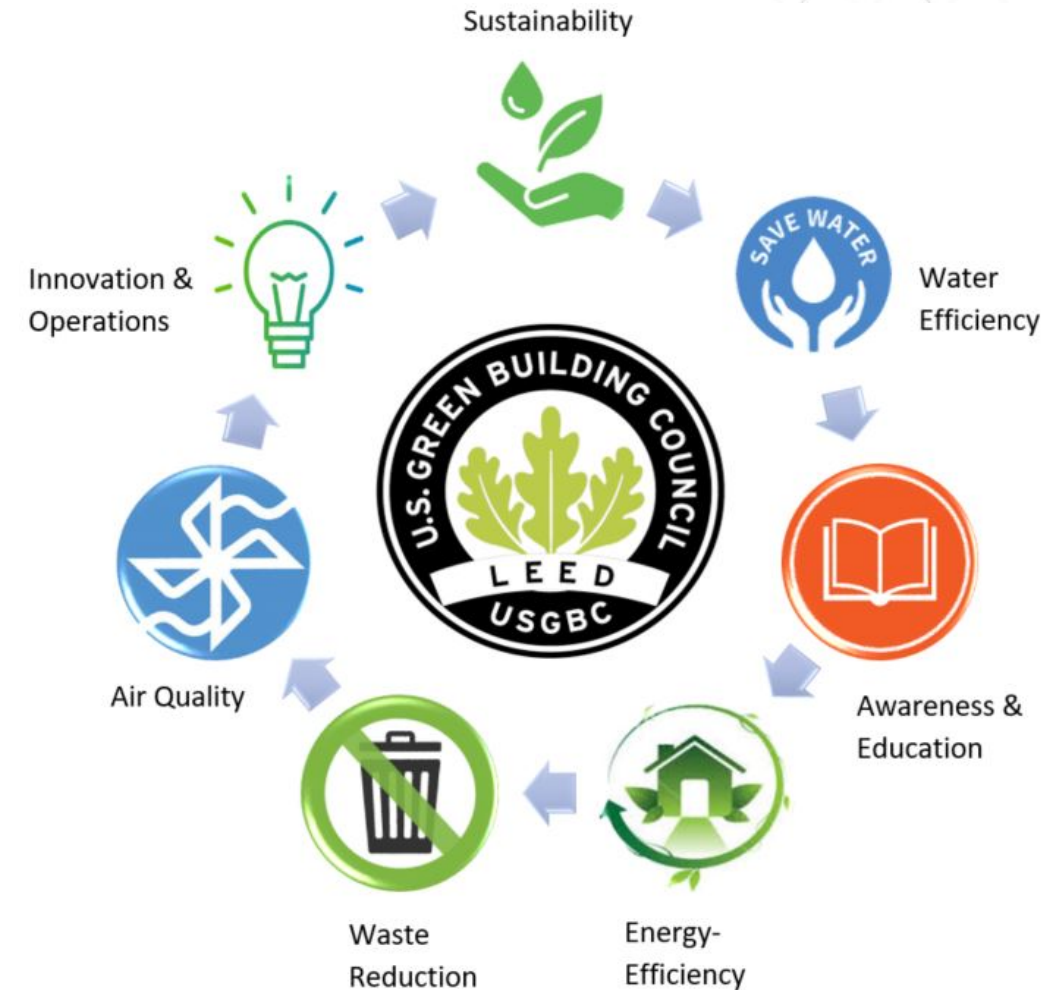 Sustainability
SAVE WATER
Water
Efficiency
Innovation &
Operations
U.S. GREEN BUILDING COUNCIL
LEED
USGBC
Awareness &
Education
Air Quality
Energy-
Efficiency
Waste
Reduction